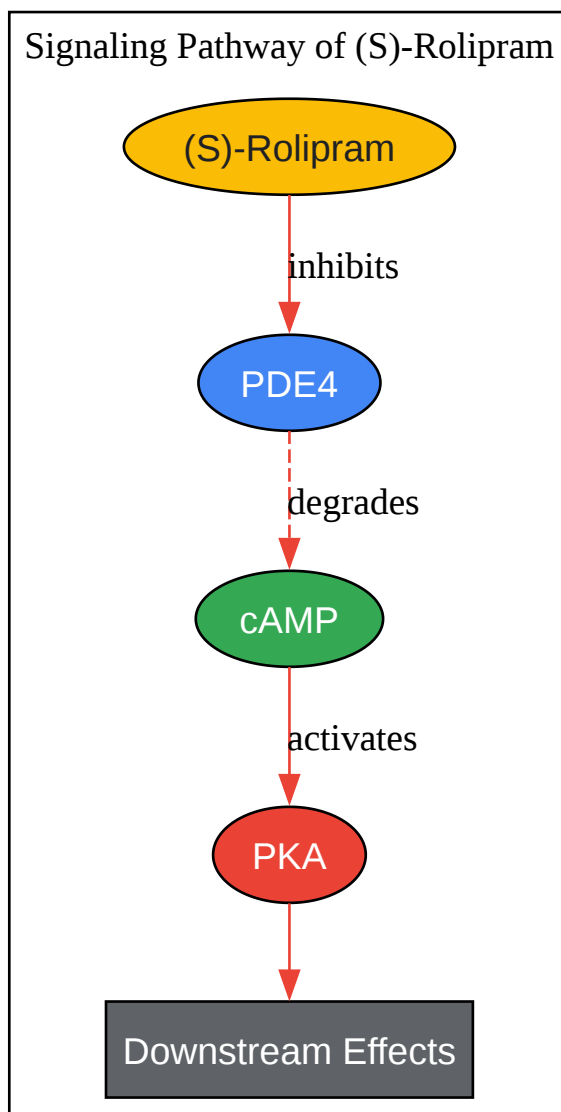 Signaling Pathway of (S)-Rolipram
(S)-Rolipram
inhibits
PDE4
degrades
cAMP
activates
PKA
Downstream Effects